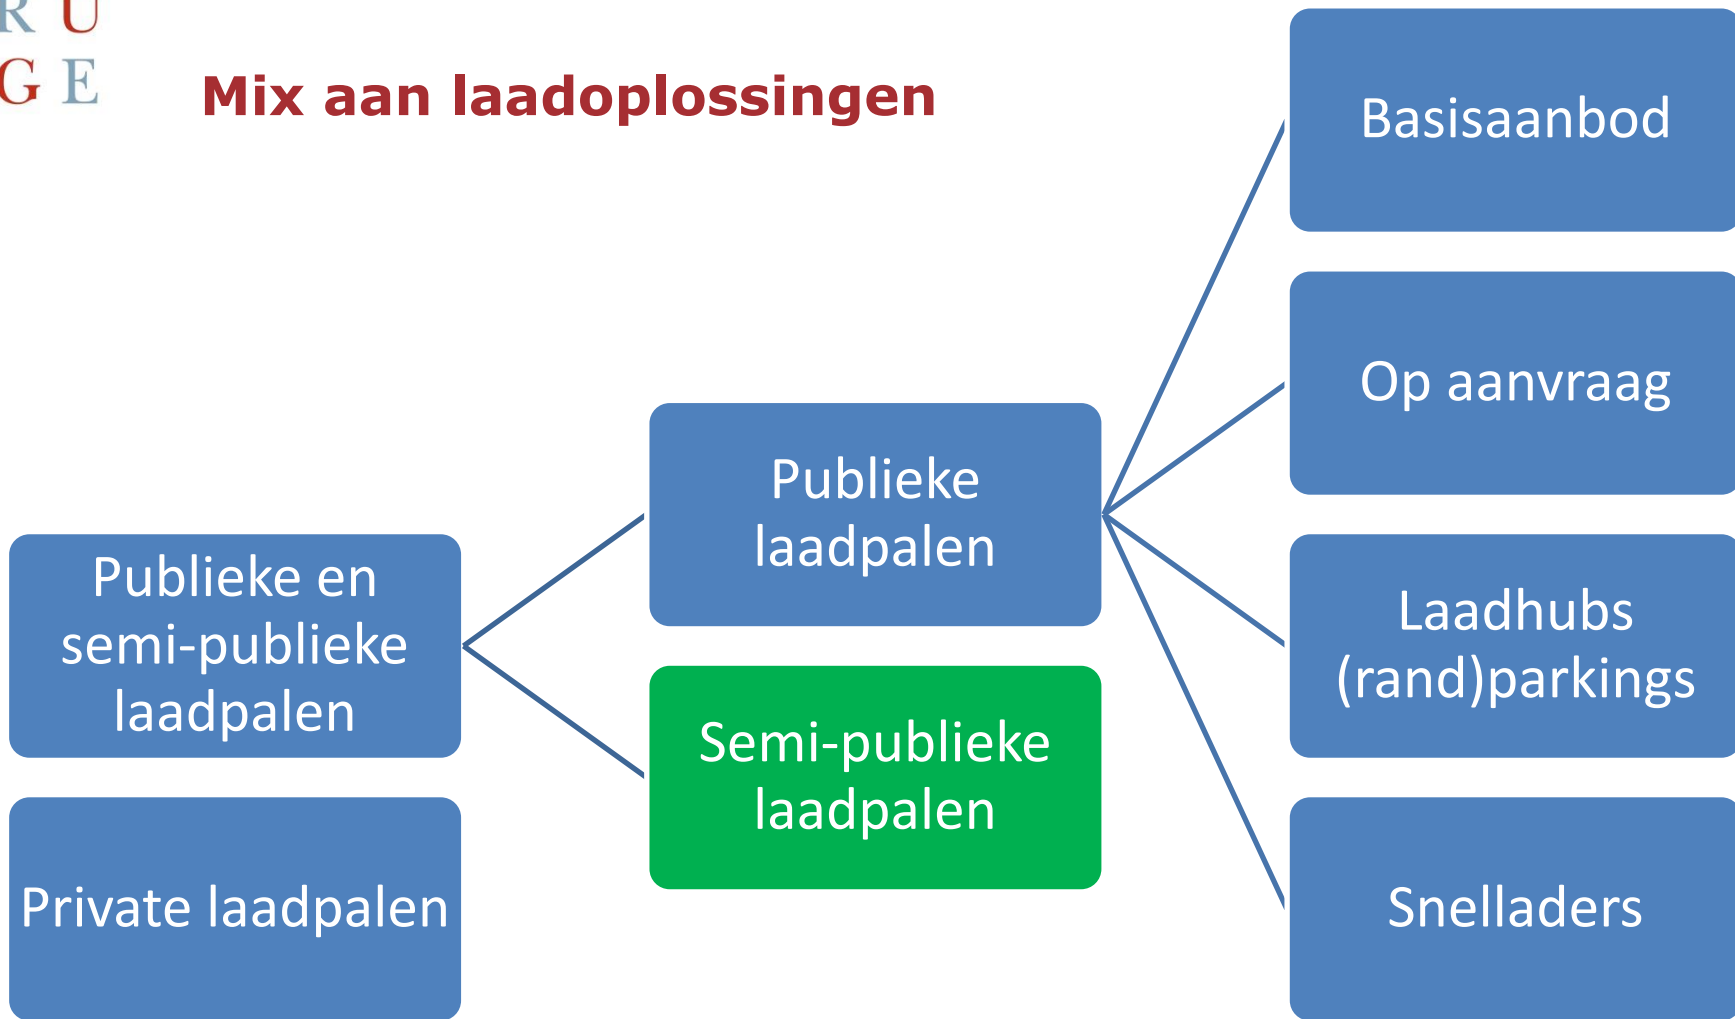 R U
G E
Mix aan laadoplossingen
Basisaanbod
Op aanvraag
Publieke
laadpalen
Publieke en
semi-publieke
laadpalen
Laadhubs
(rand)parkings
Semi-publieke
laadpalen
Private laadpalen
Snelladers